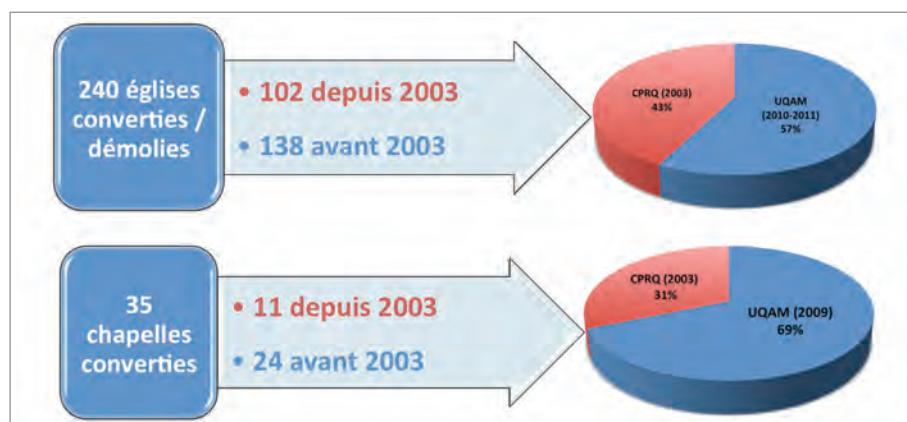 240 églises
converties /
démolies
• 102 depuis 2003
• 138 avant 2003
CPRQ (2003)
43%
UQAM
(2010-2011)
57%
35
chapelles
converties
• 11 depuis 2003
• 24 avant 2003
CPRQ (2003)
31%
UQAM (2009)
69%